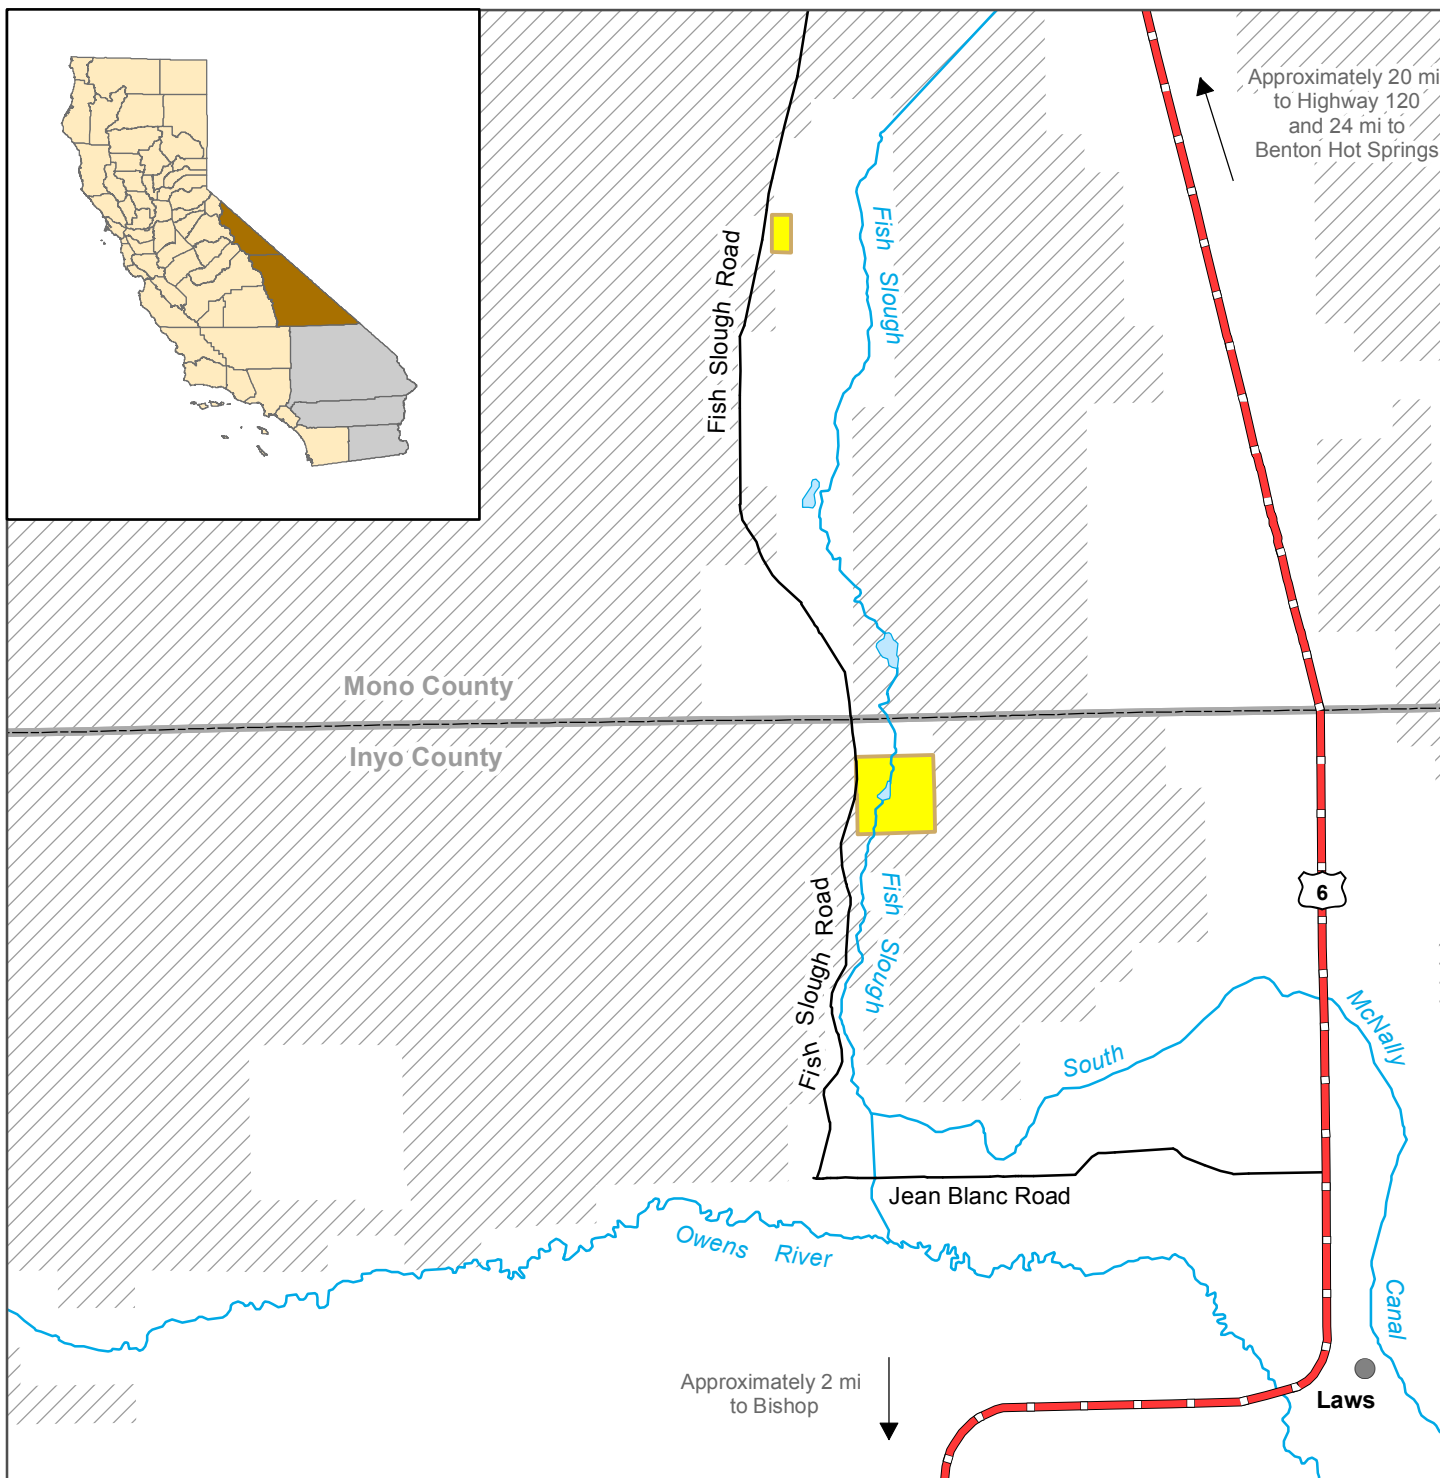 Approximately 20 mi
to Highway 120
and 24 mi to
Benton Hot Springs
Fish Slough
Fish Slough Road
Mono County
Inyo County
6
Fish Slough Road
Fish Slough
McNally
South
Jean Blanc Road
Owens River
Canal
Approximately 2 mi
to Bishop
Laws